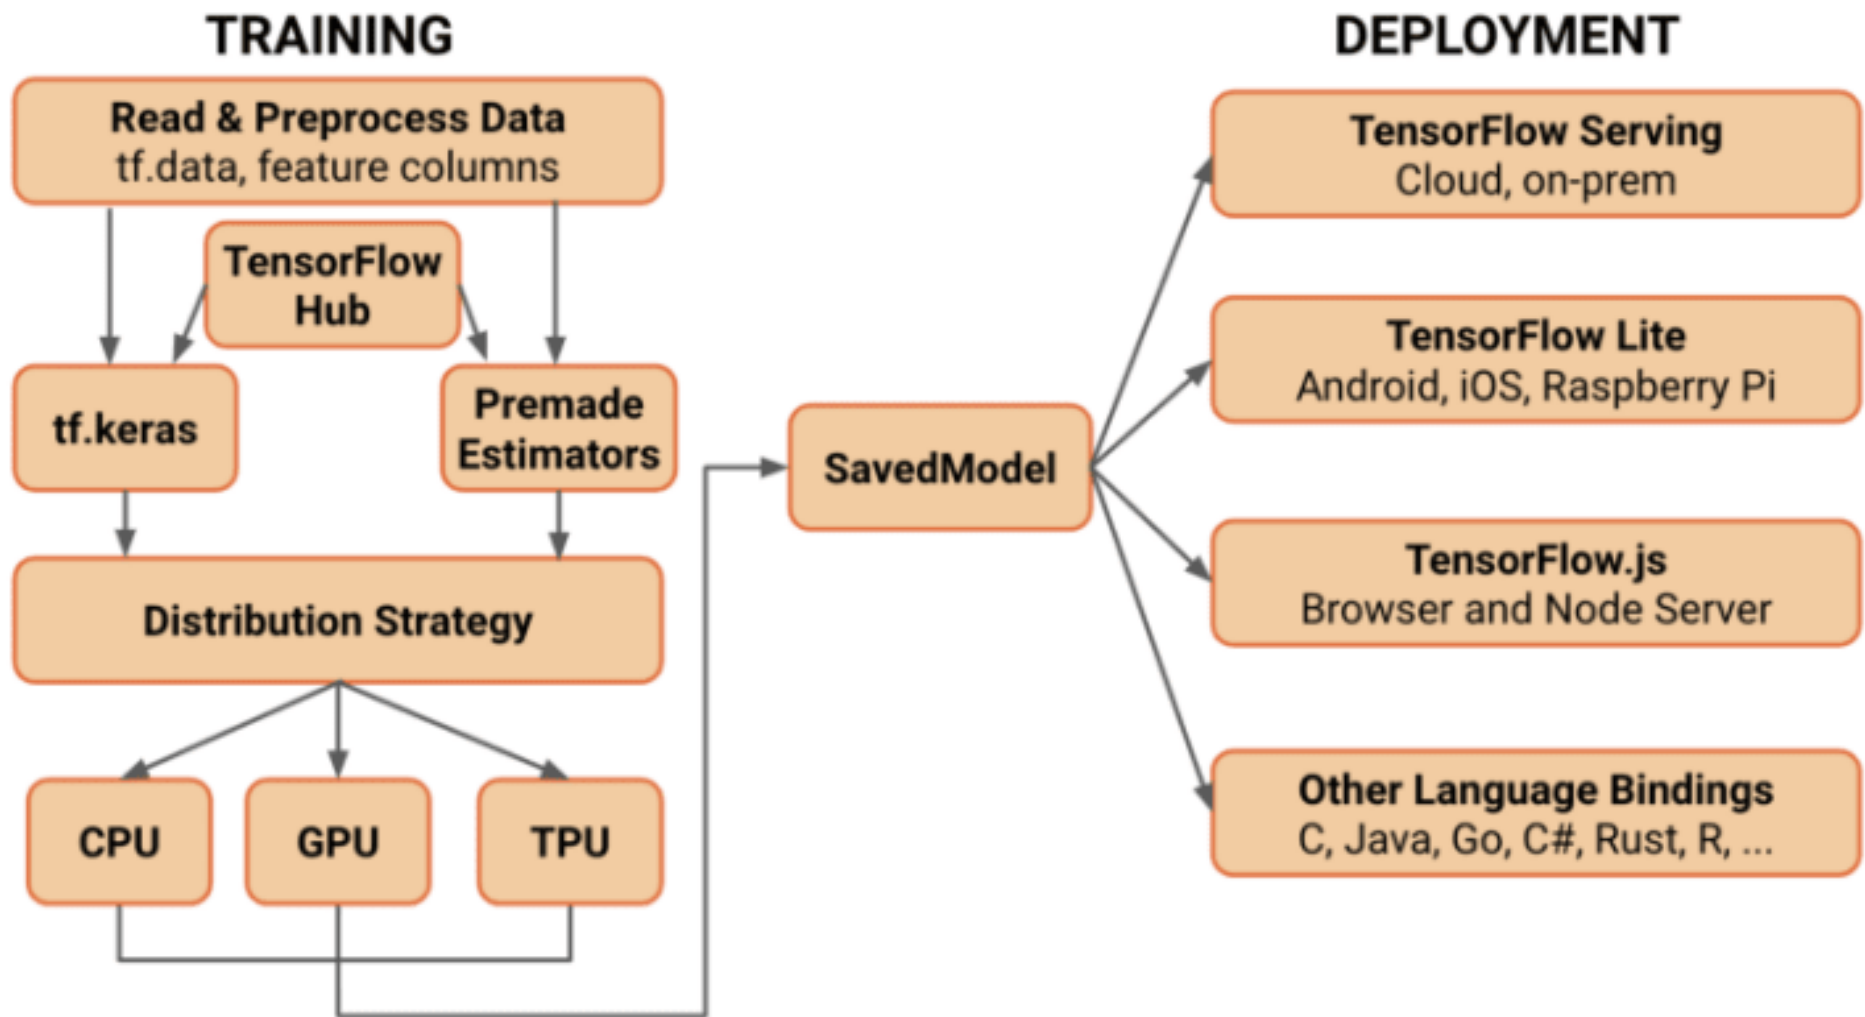 TRAINING
Read & Preprocess Data
tf.data, feature columns
TensorFlow
Hub
tf.keras
Premade
Estimators
Distribution Strategy
CPU
GPU
TPU
SavedModel
DEPLOYMENT
TensorFlow Serving
Cloud, on-prem
TensorFlow Lite
Android, iOS, Raspberry Pi
TensorFlow.js
Browser and Node Server
Other Language Bindings
C, Java, Go, C#, Rust, R, ...